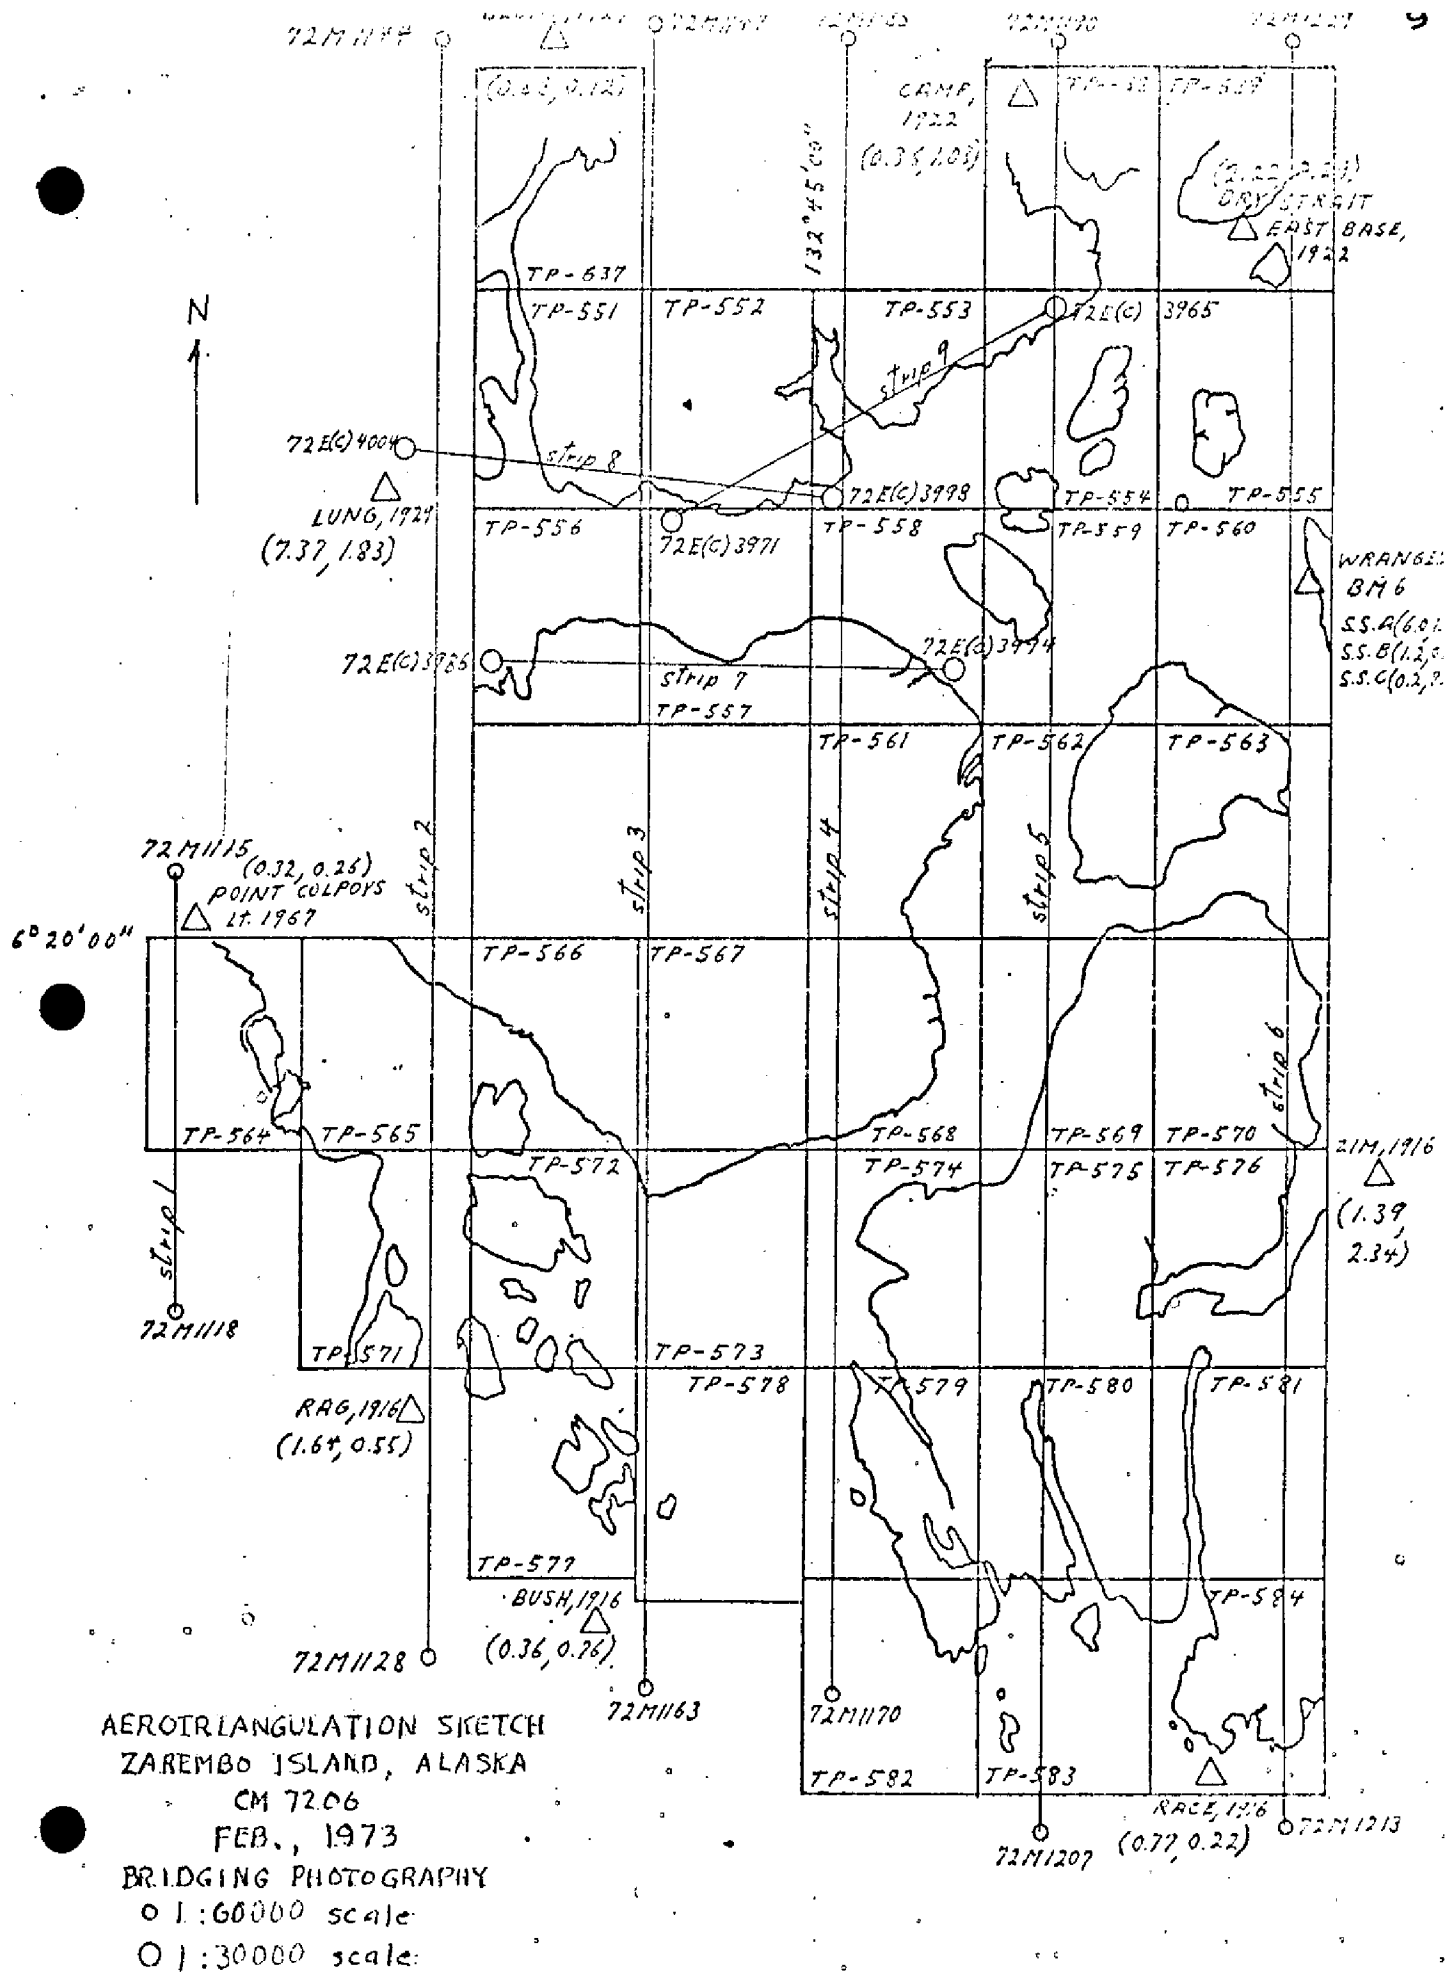 72M1144
(0.36, 1.08)
CAMP,
1922
132°45'00"
DRY STRAIT
EAST BASE,
1922
TP-637
N
TP-551
TP-552
TP-553
72E(C) 3965
strip 9
72E(C)4004
strip 8
72E(C)3998
LUNG, 1929
(7.37, 1.83)
TP-554
TP-555
TP-556
72E(C)3971
TP-558
TP-559
TP-560
BM 6
72E(C)3986
72E(C)3994
strip 7
TP-557
TP-561
TP-562
TP-563
strip 2
strip 3
strip 4
strip 5
72M1115
(0.32, 0.26)
POINT COLPOYS
LT. 1967
6° 20'00"
TP-566
TP-567
strip 6
TP-564
TP-565
TP-568
TP-569
TP-570
TP-572
TP-574
TP-575
TP-576
21M, 1916
(1.39,
2.34)
strip 1
72M1118
TP-571
TP-573
TP-578
TP-579
TP-580
TP-581
RAG, 1916
(1.64, 0.55)
TP-577
BUSH, 1916
(0.36, 0.76)
TP-584
72M1128
72M1163
72M1170
TP-582
TP-583
RACE, 1916
(0.77, 0.22)
72M1207
72M1213
AEROTRIANGULATION SKETCH
ZAREMBO ISLAND, ALASKA
CM 7206
FEB., 1973
BRIDGING PHOTOGRAPHY
1:60000 scale
1:30000 scale